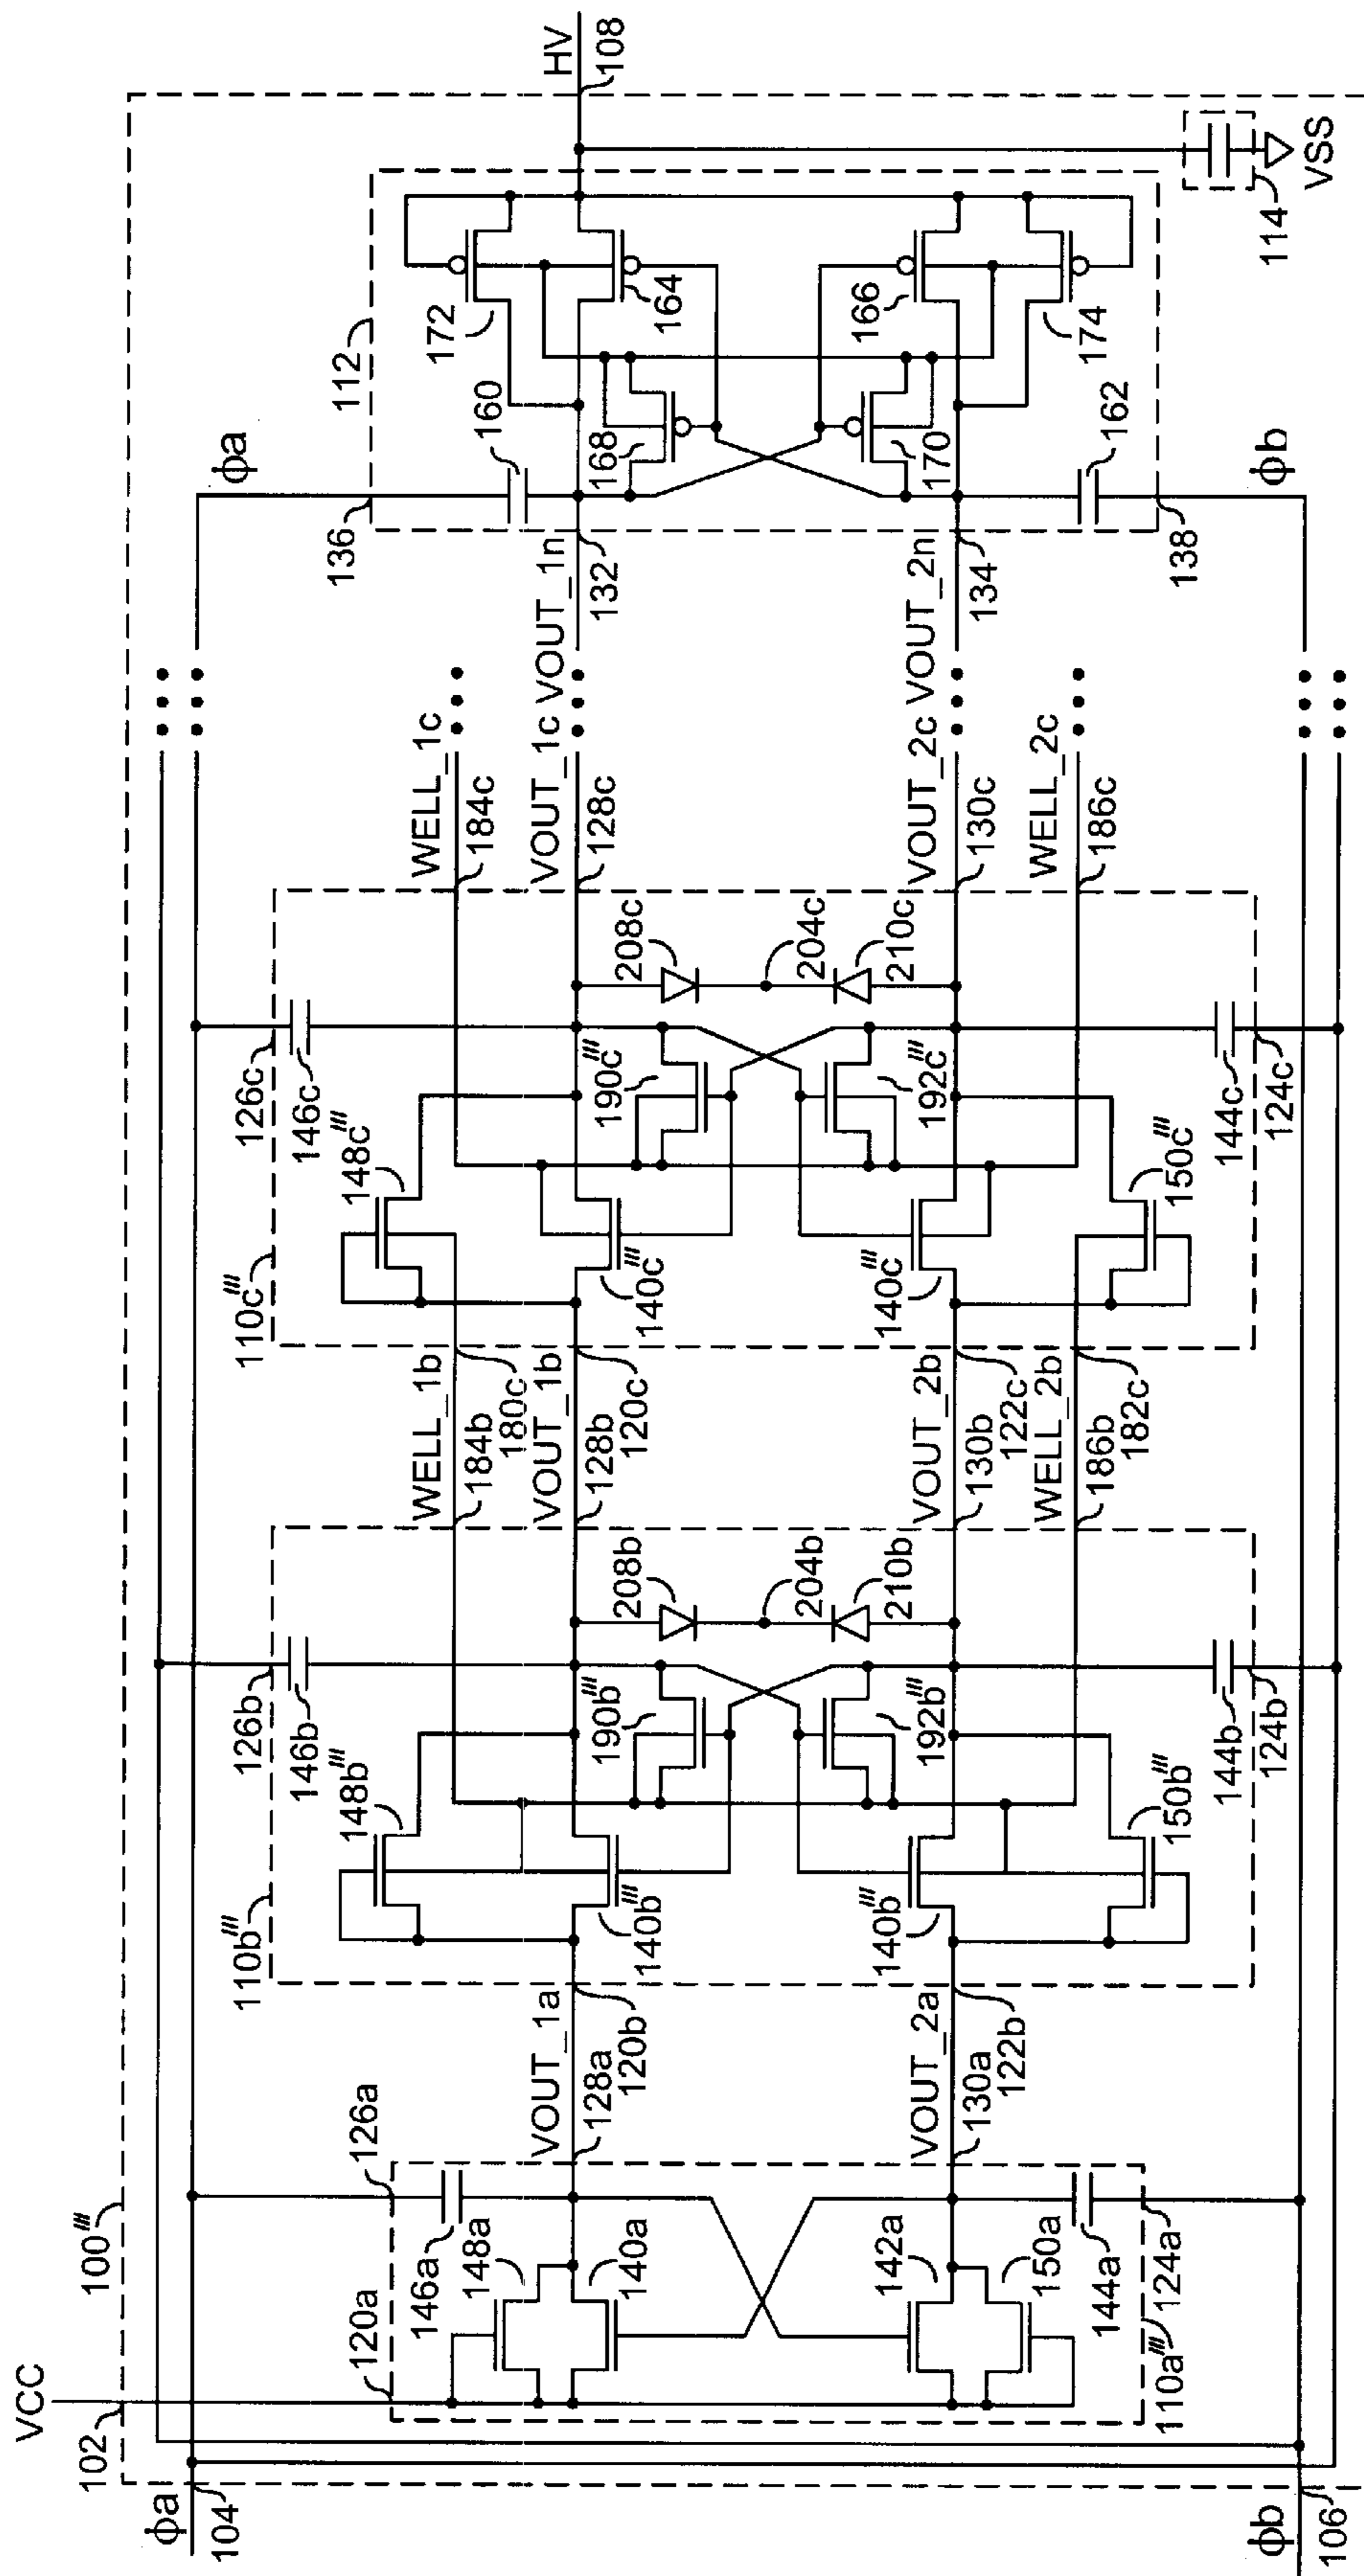 VCC
102
100'''
120a
126a
146a
148a
140a
142a
150a
144a
110a'''
124a
ϕa
104
ϕb
106
VOUT_1a
128a
120b
VOUT_2a
130a
122b
110b'''
126b
146b
148b'''
190b'''
140b'''
208b
204b
210b
140b'''
192b'''
150b'''
144b
124b
WELL_1b
184b
180c
VOUT_1b
128b
120c
VOUT_2b
130b
122c
WELL_2b
186b
182c
110c'''
126c
146c
148c'''
190c'''
140c'''
208c
204c
210c
140c'''
192c'''
150c'''
144c
124c
WELL_1c
184c
VOUT_1c
128c
VOUT_2c
130c
WELL_2c
186c
VOUT_1n
132
VOUT_2n
134
ϕa
136
112
160
172
164
168
166
170
174
162
138
ϕb
HV
108
114
VSS